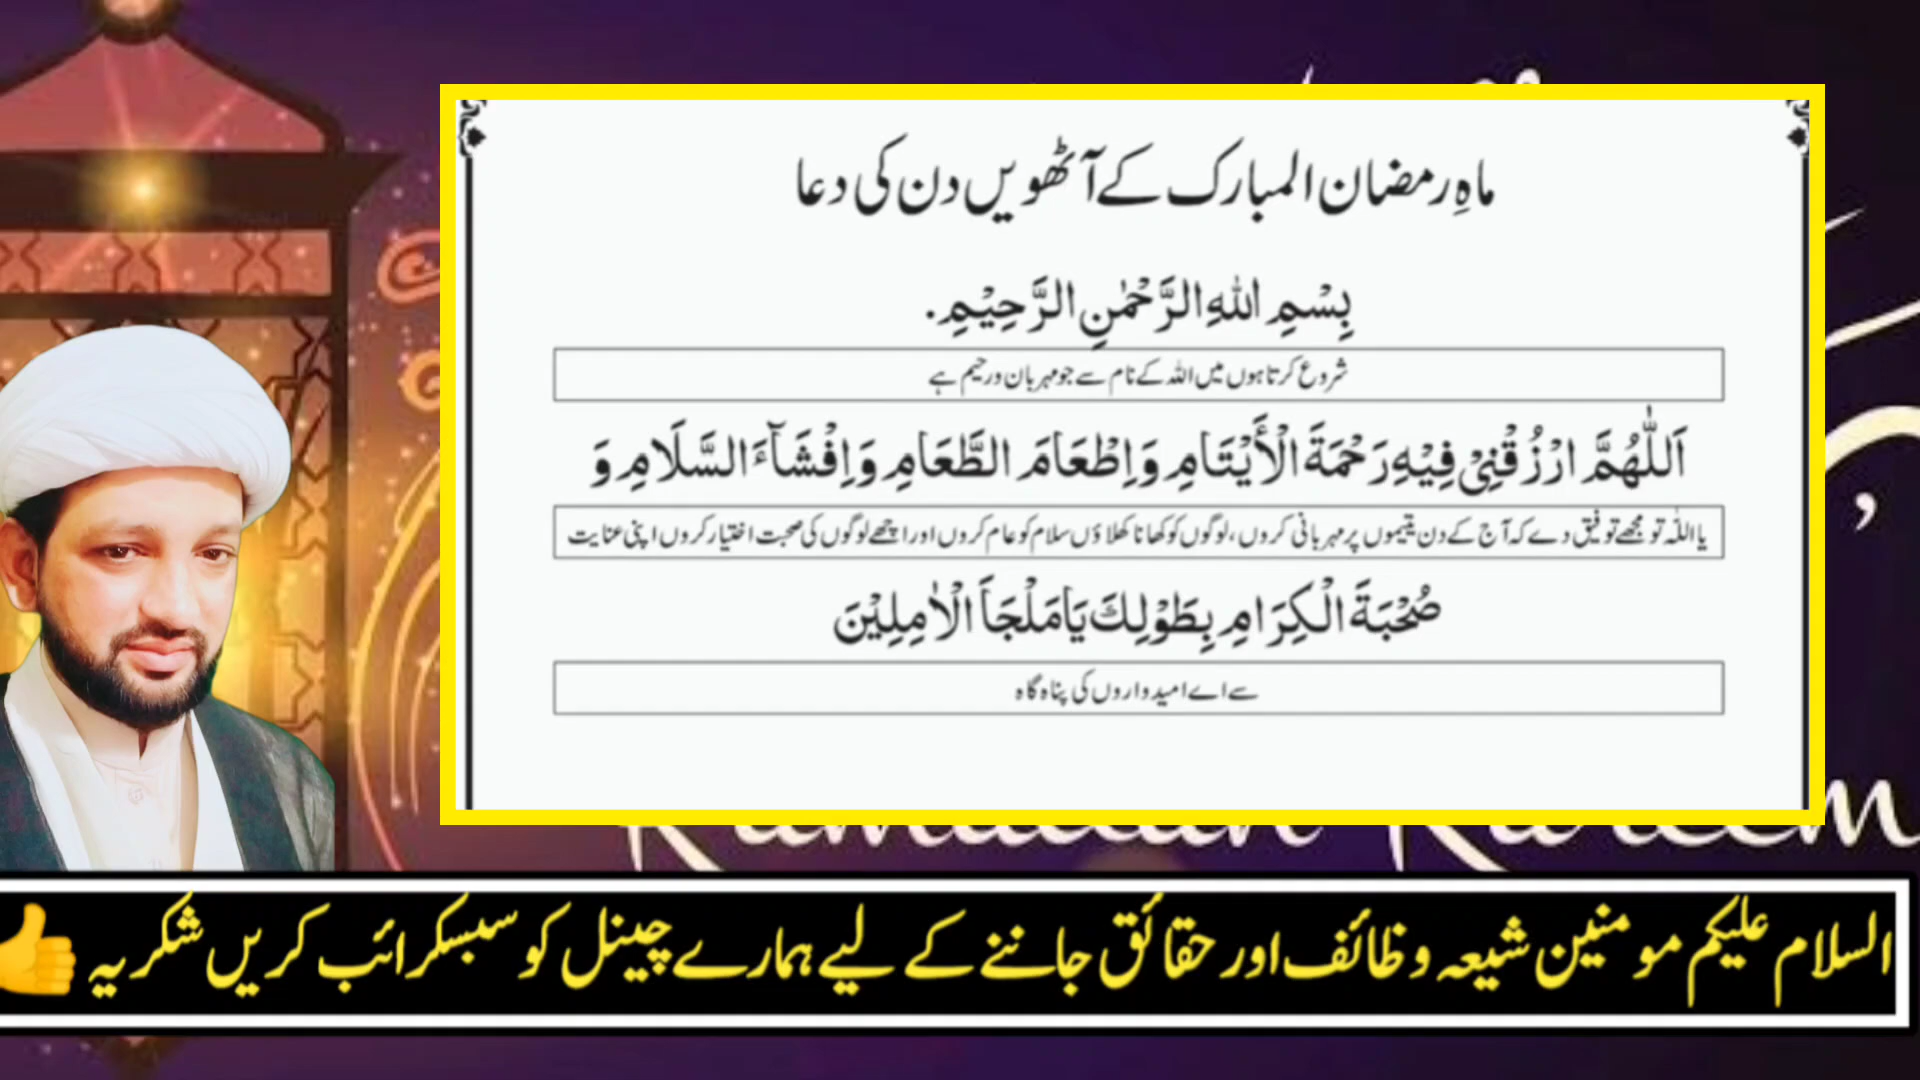 ماہِ رمضان المبارک کے آٹھویں دن کی دعا
بِسْمِ اللهِ الرَّحْمٰنِ الرَّحِيْمِ.
شروع کرتا ہوں میں اللہ کے نام سے جو مہربان و رحیم ہے
اَللّٰهُمَّ ارْزُقْنِيْ فِيْهِ رَحْمَةَ الْأَيْتَامِ وَاِطْعَامَ الطَّعَامِ وَاِفْشَآءَ السَّلَامِ وَ
یااللّٰہ تو مجھے توفیق دے کہ آج کے دن یتیموں پر مہربانی کروں، لوگوں کو کھانا کھلاؤں سلام کو عام کروں اور اچھے لوگوں کی صحبت اختیار کروں اپنی عنایت
صُحْبَةَ الْكِرَامِ بِطَوْلِكَ يَا مَلْجَاَ الْاٰمِلِيْنَ
سے اے امیدواروں کی پناہ گاہ
Ramadan Kareem
السلام علیکم مومنین شیعہ وظائف اور حقائق جاننے کے لیے ہمارے چینل کو سبسکرائب کریں شکریہ 👍